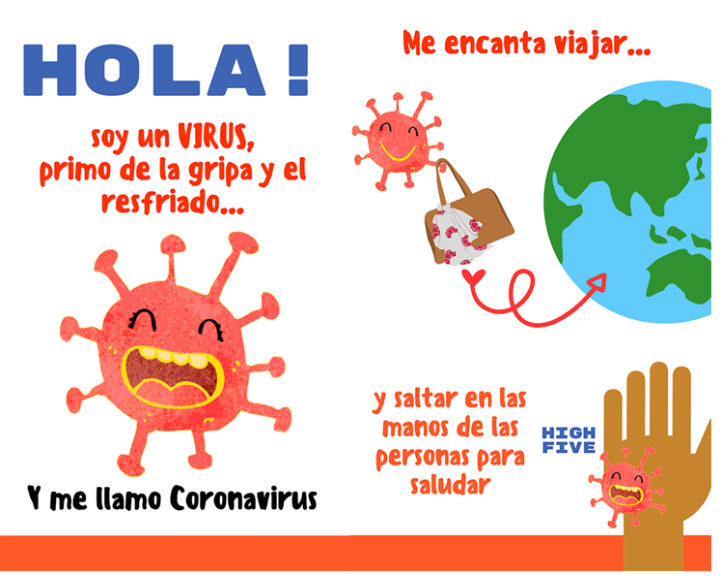 HOLA!
soy un VIRUS,
primo de la gripa y el
resfriado...
Y me llamo Coronavirus
Me encanta viajar...
y saltar en las
manos de las
personas para
saludar
HIGH
FIVE